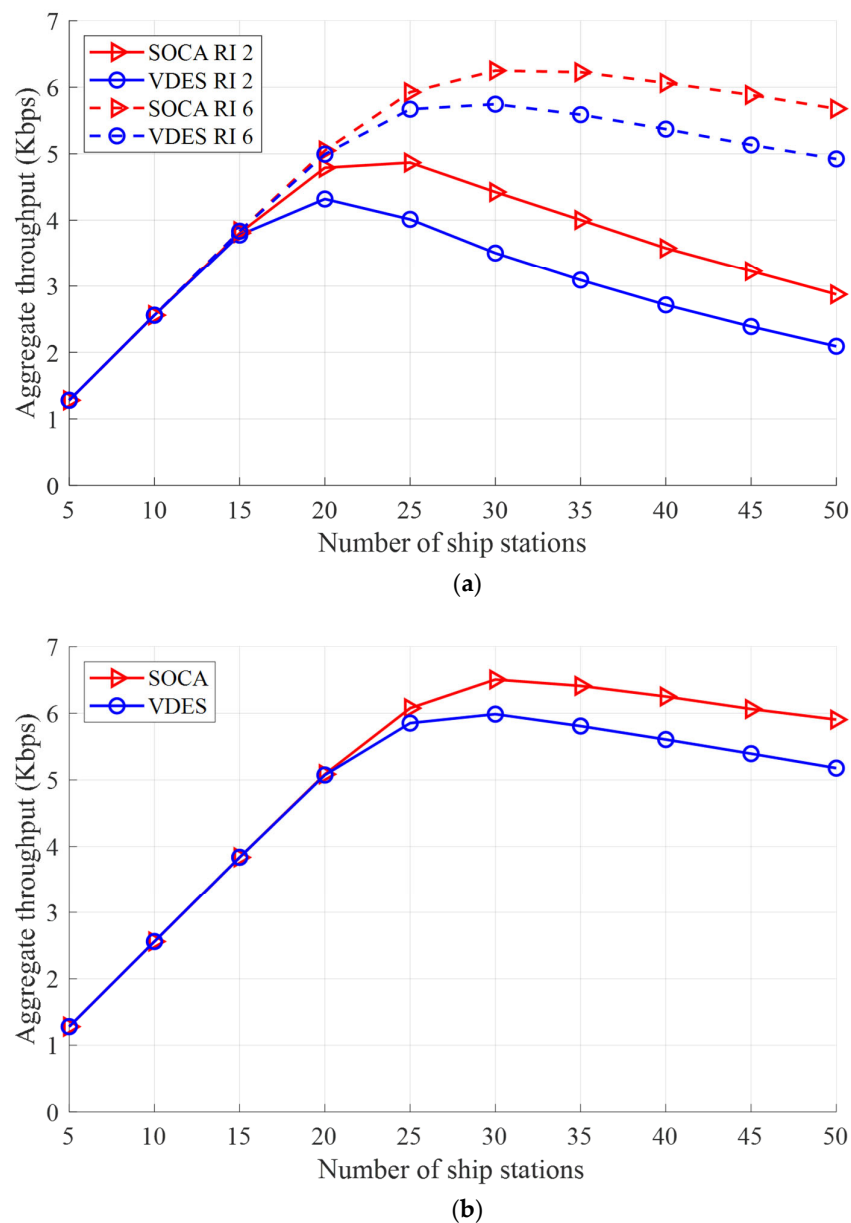 7
6
5
4
3
2
1
0
Aggregate throughput (Kbps)
SOCA RI 2
VDES RI 2
SOCA RI 6
VDES RI 6
5 10 15 20 25 30 35 40 45 50
Number of ship stations
(a)
7
6
5
4
3
2
1
0
Aggregate throughput (Kbps)
SOCA
VDES
5 10 15 20 25 30 35 40 45 50
Number of ship stations
(b)